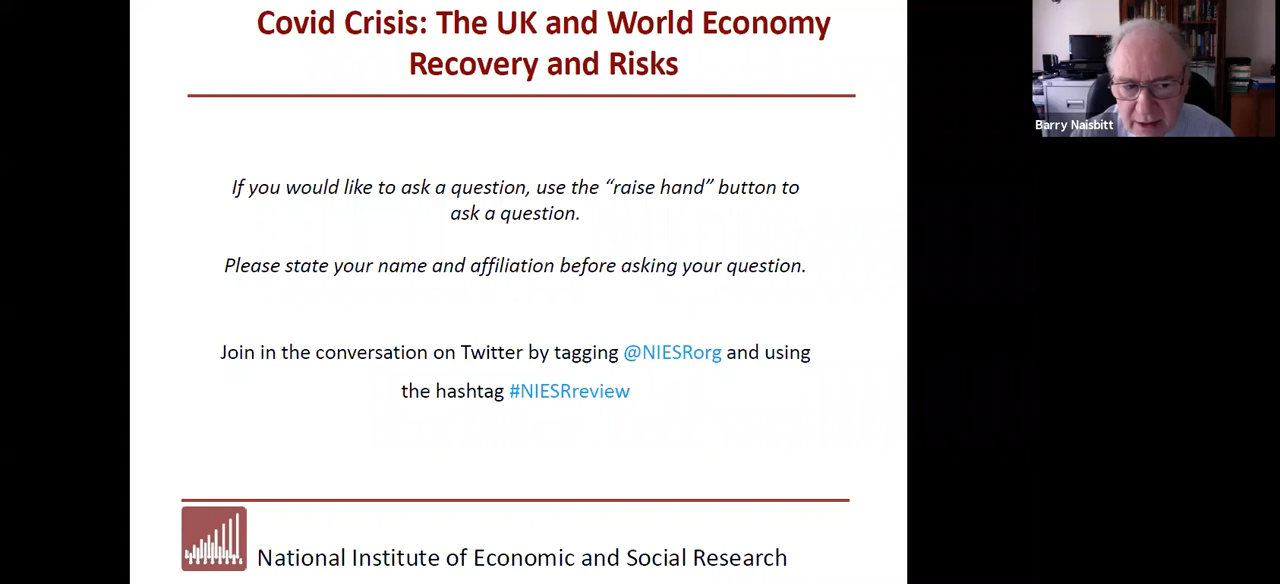 Covid Crisis: The UK and World Economy
Recovery and Risks
Barry Naisbitt
If you would like to ask a question, use the “raise hand” button to
ask a question.
Please state your name and affiliation before asking your question.
Join in the conversation on Twitter by tagging @NIESRorg and using
the hashtag #NIESRreview
National Institute of Economic and Social Research